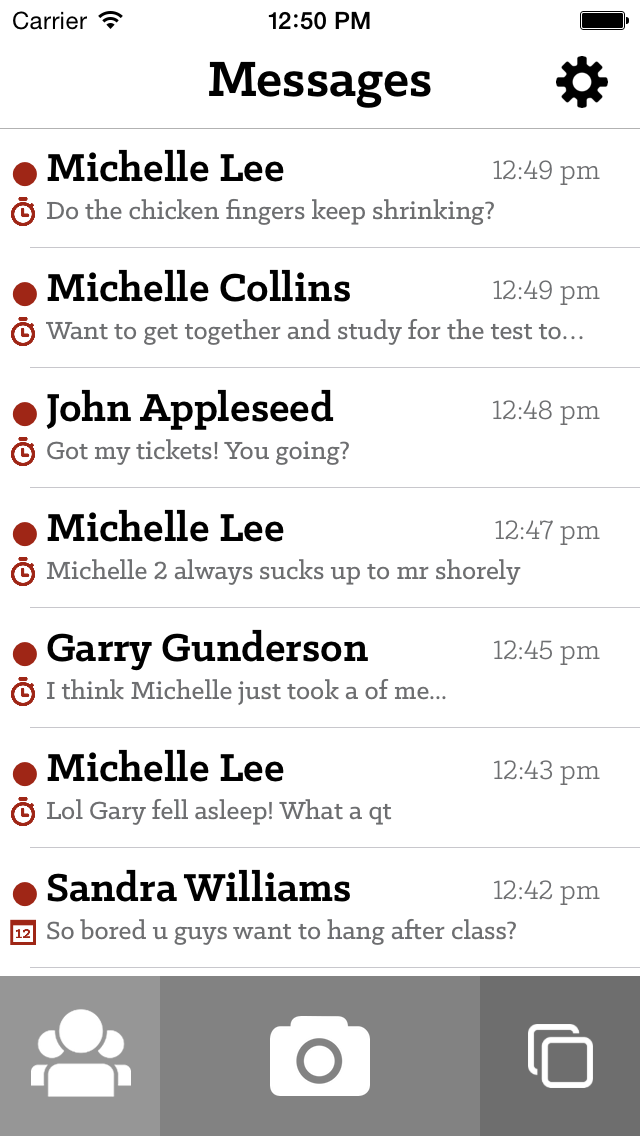 Carrier 12:50 PM
Messages
Michelle Lee 12:49 pm
Do the chicken fingers keep shrinking?
Michelle Collins 12:49 pm
Want to get together and study for the test to...
John Appleseed 12:48 pm
Got my tickets! You going?
Michelle Lee 12:47 pm
Michelle 2 always sucks up to mr shorely
Garry Gunderson 12:45 pm
I think Michelle just took a of me...
Michelle Lee 12:43 pm
Lol Gary fell asleep! What a qt
Sandra Williams 12:42 pm
12 So bored u guys want to hang after class?